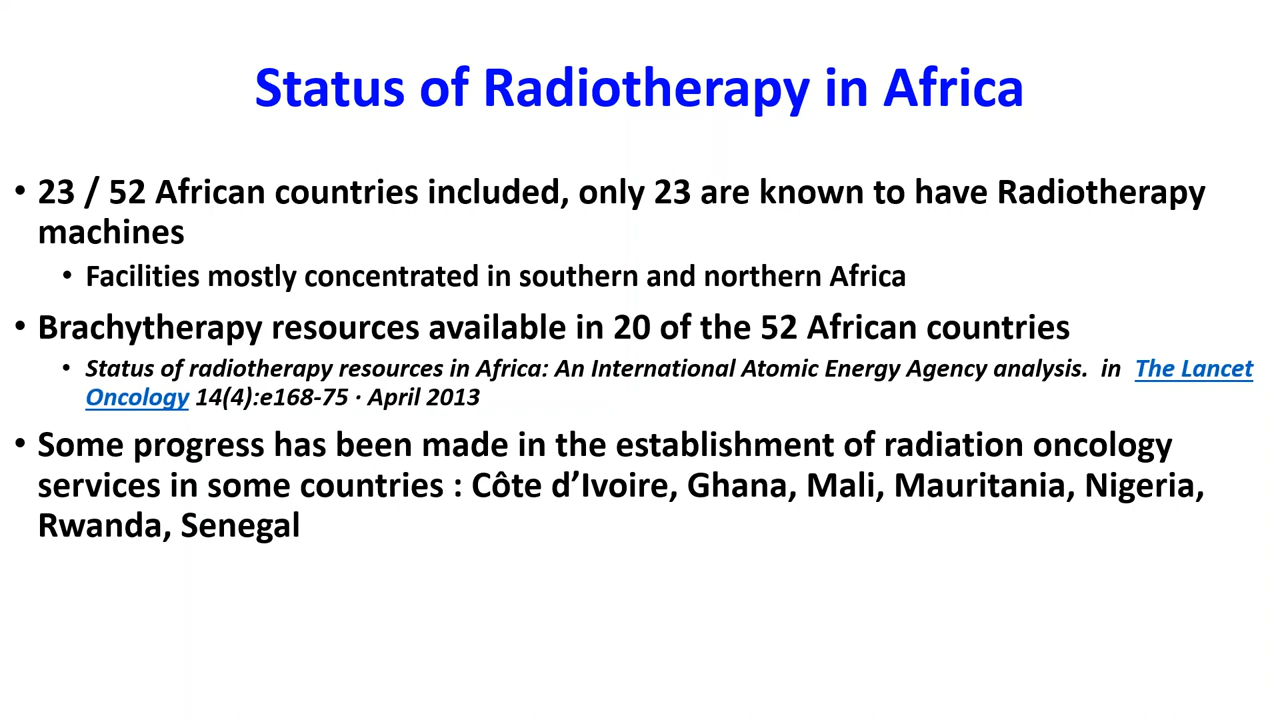 Status of Radiotherapy in Africa
• 23 / 52 African countries included, only 23 are known to have Radiotherapy
machines
• Facilities mostly concentrated in southern and northern Africa
• Brachytherapy resources available in 20 of the 52 African countries
• Status of radiotherapy resources in Africa: An International Atomic Energy Agency analysis. in The Lancet
Oncology 14(4):e168-75 · April 2013
• Some progress has been made in the establishment of radiation oncology
services in some countries : Côte d’Ivoire, Ghana, Mali, Mauritania, Nigeria,
Rwanda, Senegal